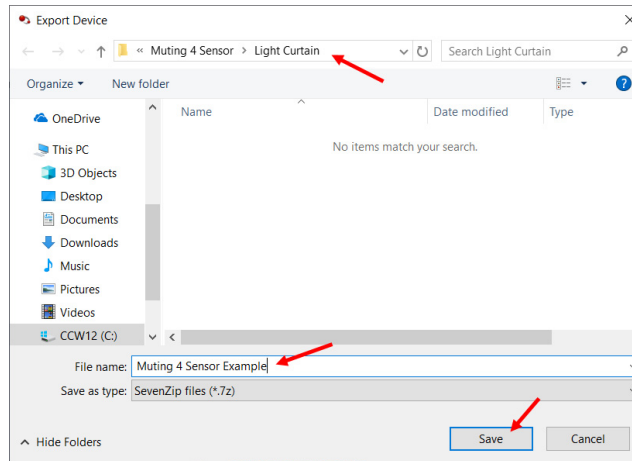 Export Device
« Muting 4 Sensor > Light Curtain
Search Light Curtain
Organize
New folder
Name
Date modified
Type
OneDrive
This PC
3D Objects
Desktop
Documents
Downloads
Music
Pictures
Videos
CCW12 (C:)
No items match your search.
File name: Muting 4 Sensor Example
Save as type: SevenZip files (*.7z)
Hide Folders
Save
Cancel